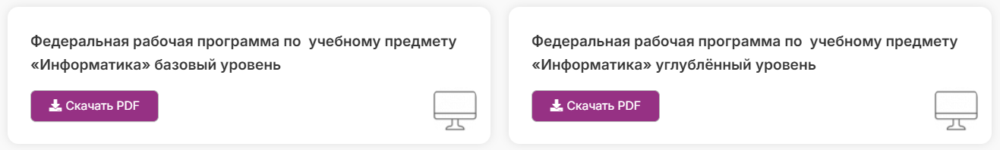 Федеральная рабочая программа по  учебному предмету
«Информатика» базовый уровень
Скачать PDF
Федеральная рабочая программа по  учебному предмету
«Информатика» углублённый уровень
Скачать PDF